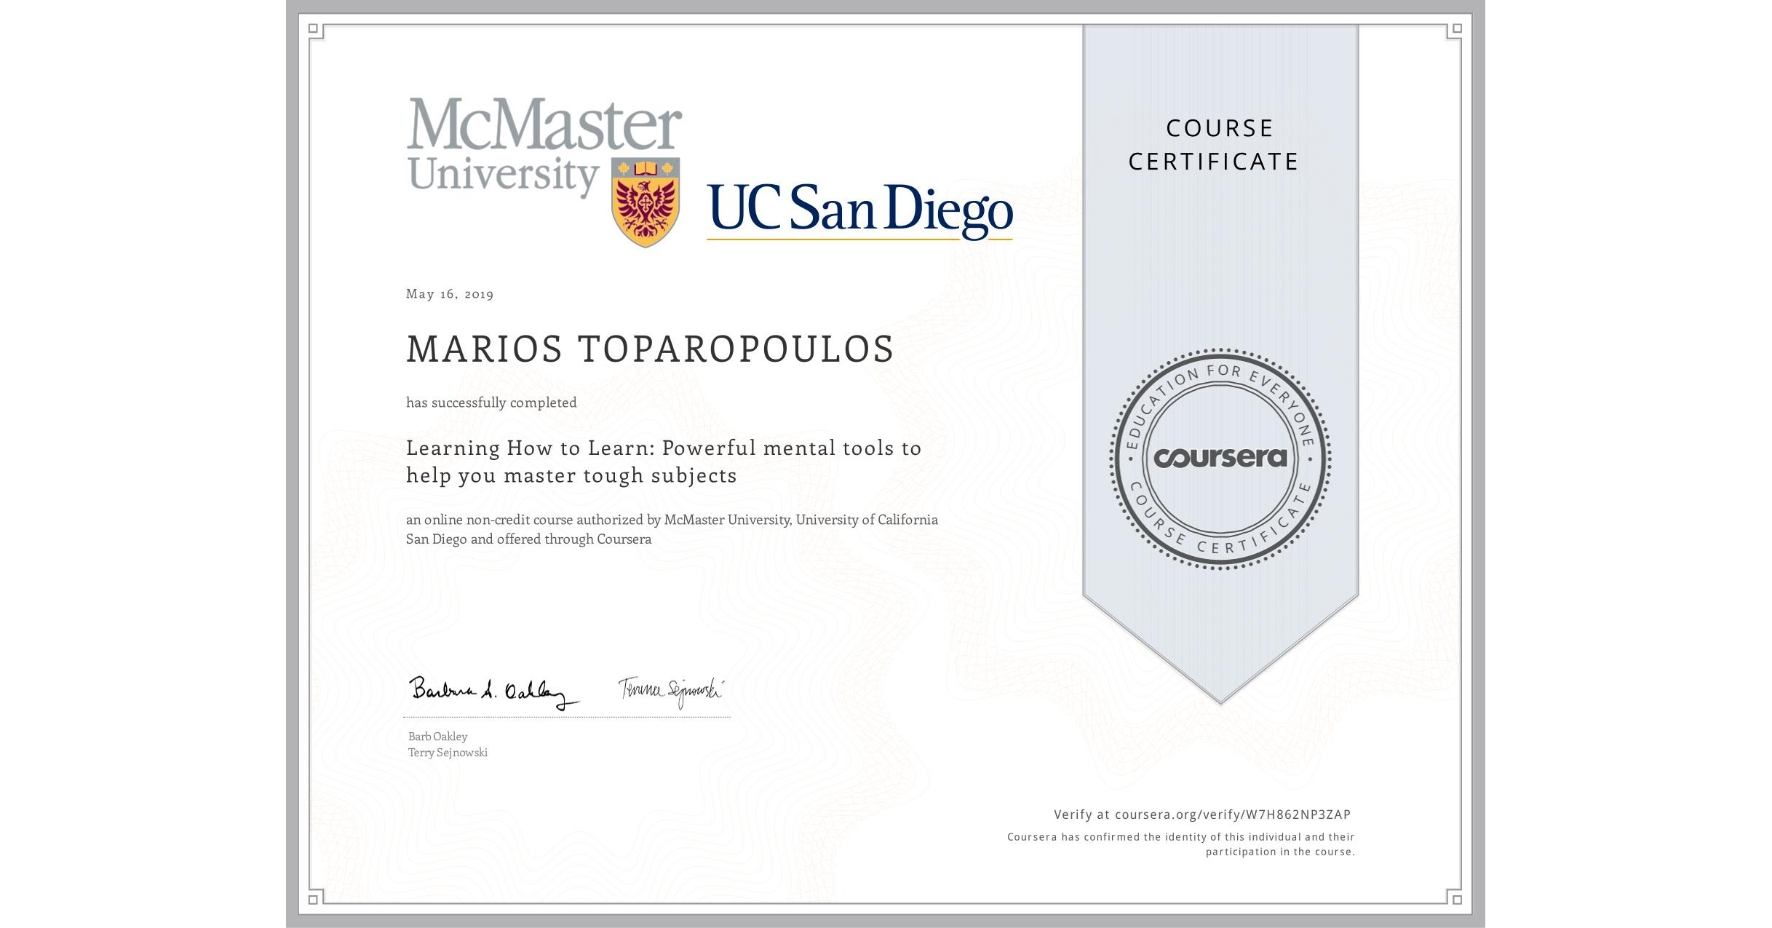 McMaster
University
UC San Diego
COURSE
CERTIFICATE
May 16, 2019
MARIOS TOPAROPOULOS
has successfully completed
Learning How to Learn: Powerful mental tools to
help you master tough subjects
an online non-credit course authorized by McMaster University, University of California
San Diego and offered through Coursera
EDUCATION FOR EVERYONE
coursera
COURSE CERTIFICATE
Barbara A. Oakley Terrence Sejnowski
Barb Oakley
Terry Sejnowski
Verify at coursera.org/verify/W7H862NP3ZAP
Coursera has confirmed the identity of this individual and their
participation in the course.